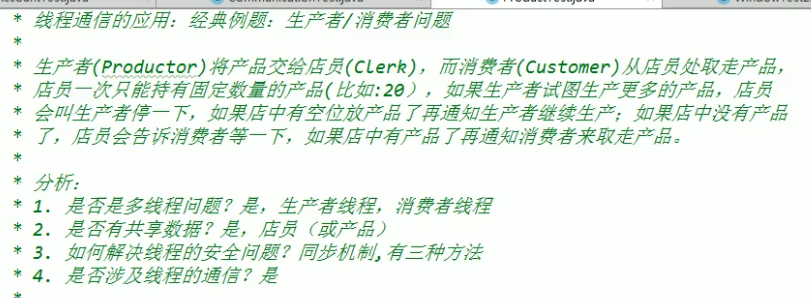 * 线程通信的应用：经典例题：生产者/消费者问题
*
* 生产者(Productor)将产品交给店员(Clerk)，而消费者(Customer)从店员处取走产品，
* 店员一次只能持有固定数量的产品(比如:20），如果生产者试图生产更多的产品，店员
* 会叫生产者停一下，如果店中有空位放产品了再通知生产者继续生产；如果店中没有产品
* 了，店员会告诉消费者等一下，如果店中有产品了再通知消费者来取走产品。
*
* 分析：
* 1. 是否是多线程问题？是，生产者线程，消费者线程
* 2. 是否有共享数据？是，店员（或产品）
* 3. 如何解决线程的安全问题？同步机制,有三种方法
* 4. 是否涉及线程的通信？是
*